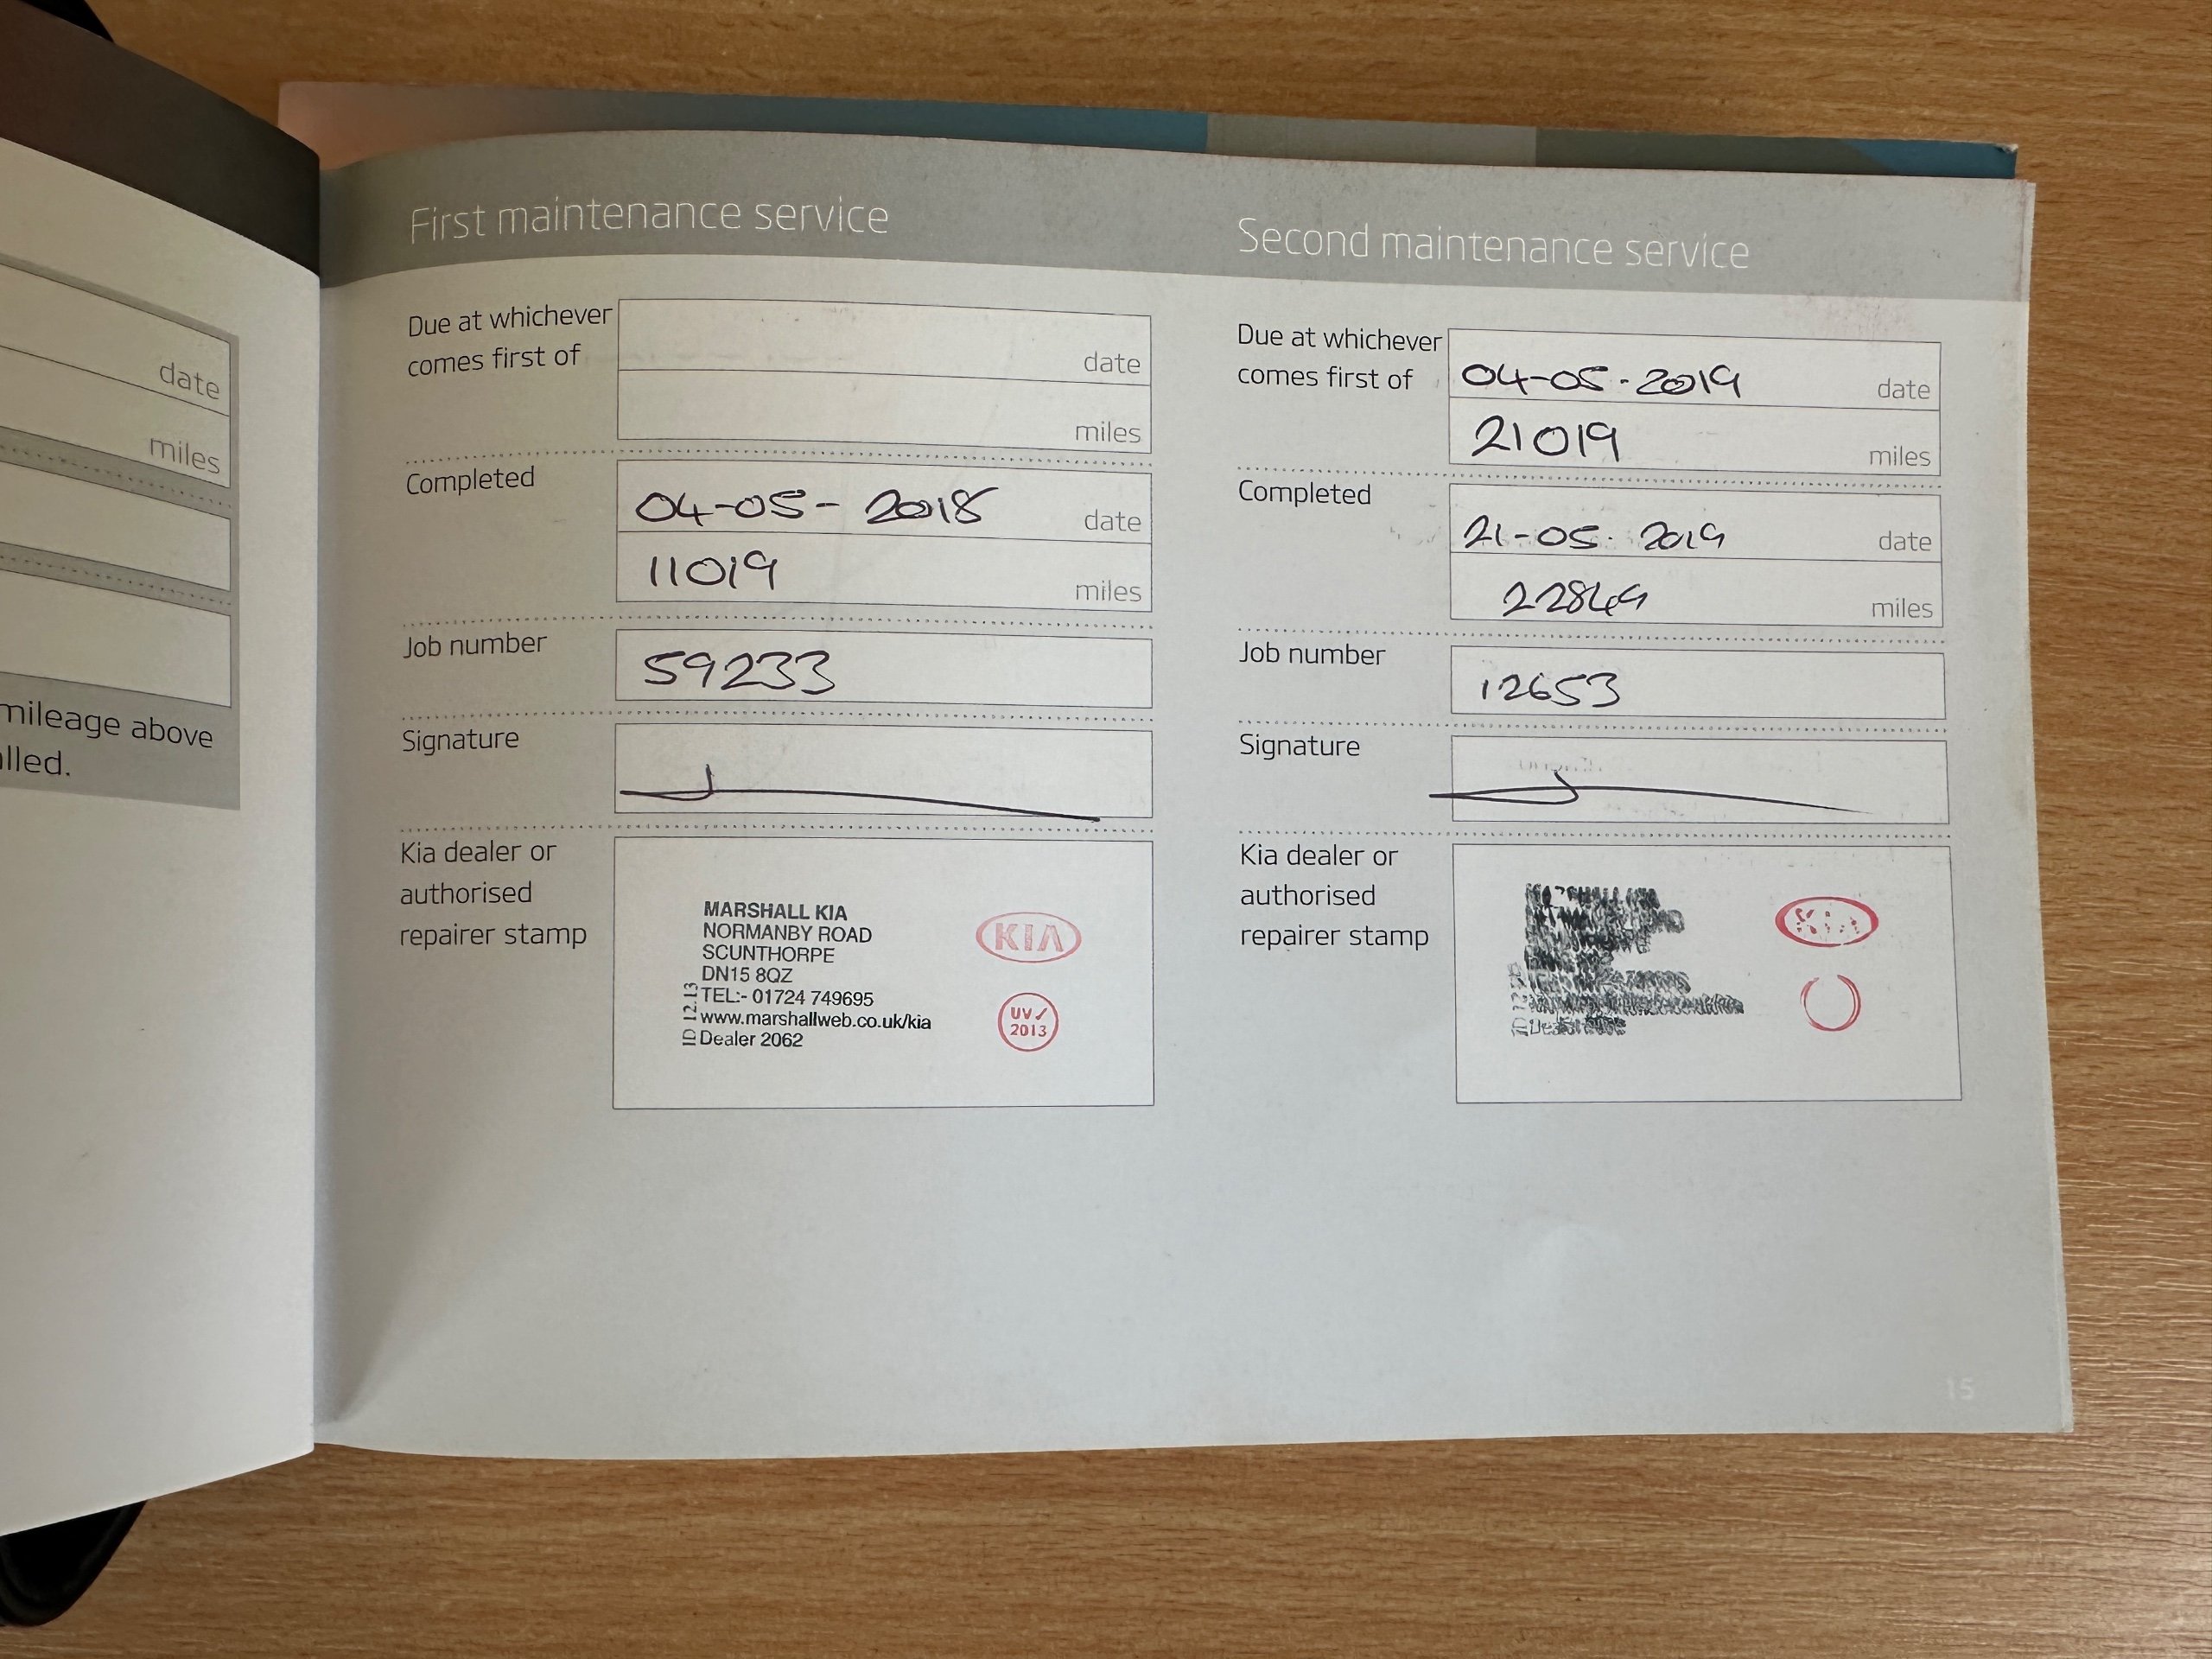 date
miles
mileage above
lled.
First maintenance service
Due at whichever
comes first of
date
miles
Completed
04-05-2018
date
11019
miles
Job number
59233
Signature
Kia dealer or
authorised
repairer stamp
MARSHALL KIA
NORMANBY ROAD
SCUNTHORPE
DN15 8QZ
TEL:- 01724 749695
www.marshallweb.co.uk/kia
Dealer 2062
ID 12.13
KIA
UV✓
2013
Second maintenance service
Due at whichever
comes first of
04-05-2019
date
21019
miles
Completed
21-05-2019
date
22849
miles
Job number
12653
Signature
Kia dealer or
authorised
repairer stamp
KIA
15